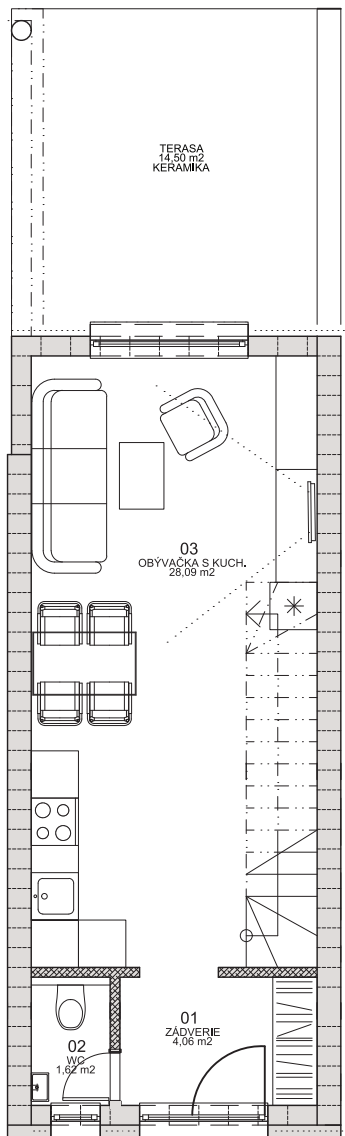 TERASA
14,50 m2
KERAMIKA
03
OBÝVAČKA S KUCH.
28,09 m2
01
ZÁDVERIE
4,06 m2
02
WC
1,62 m2